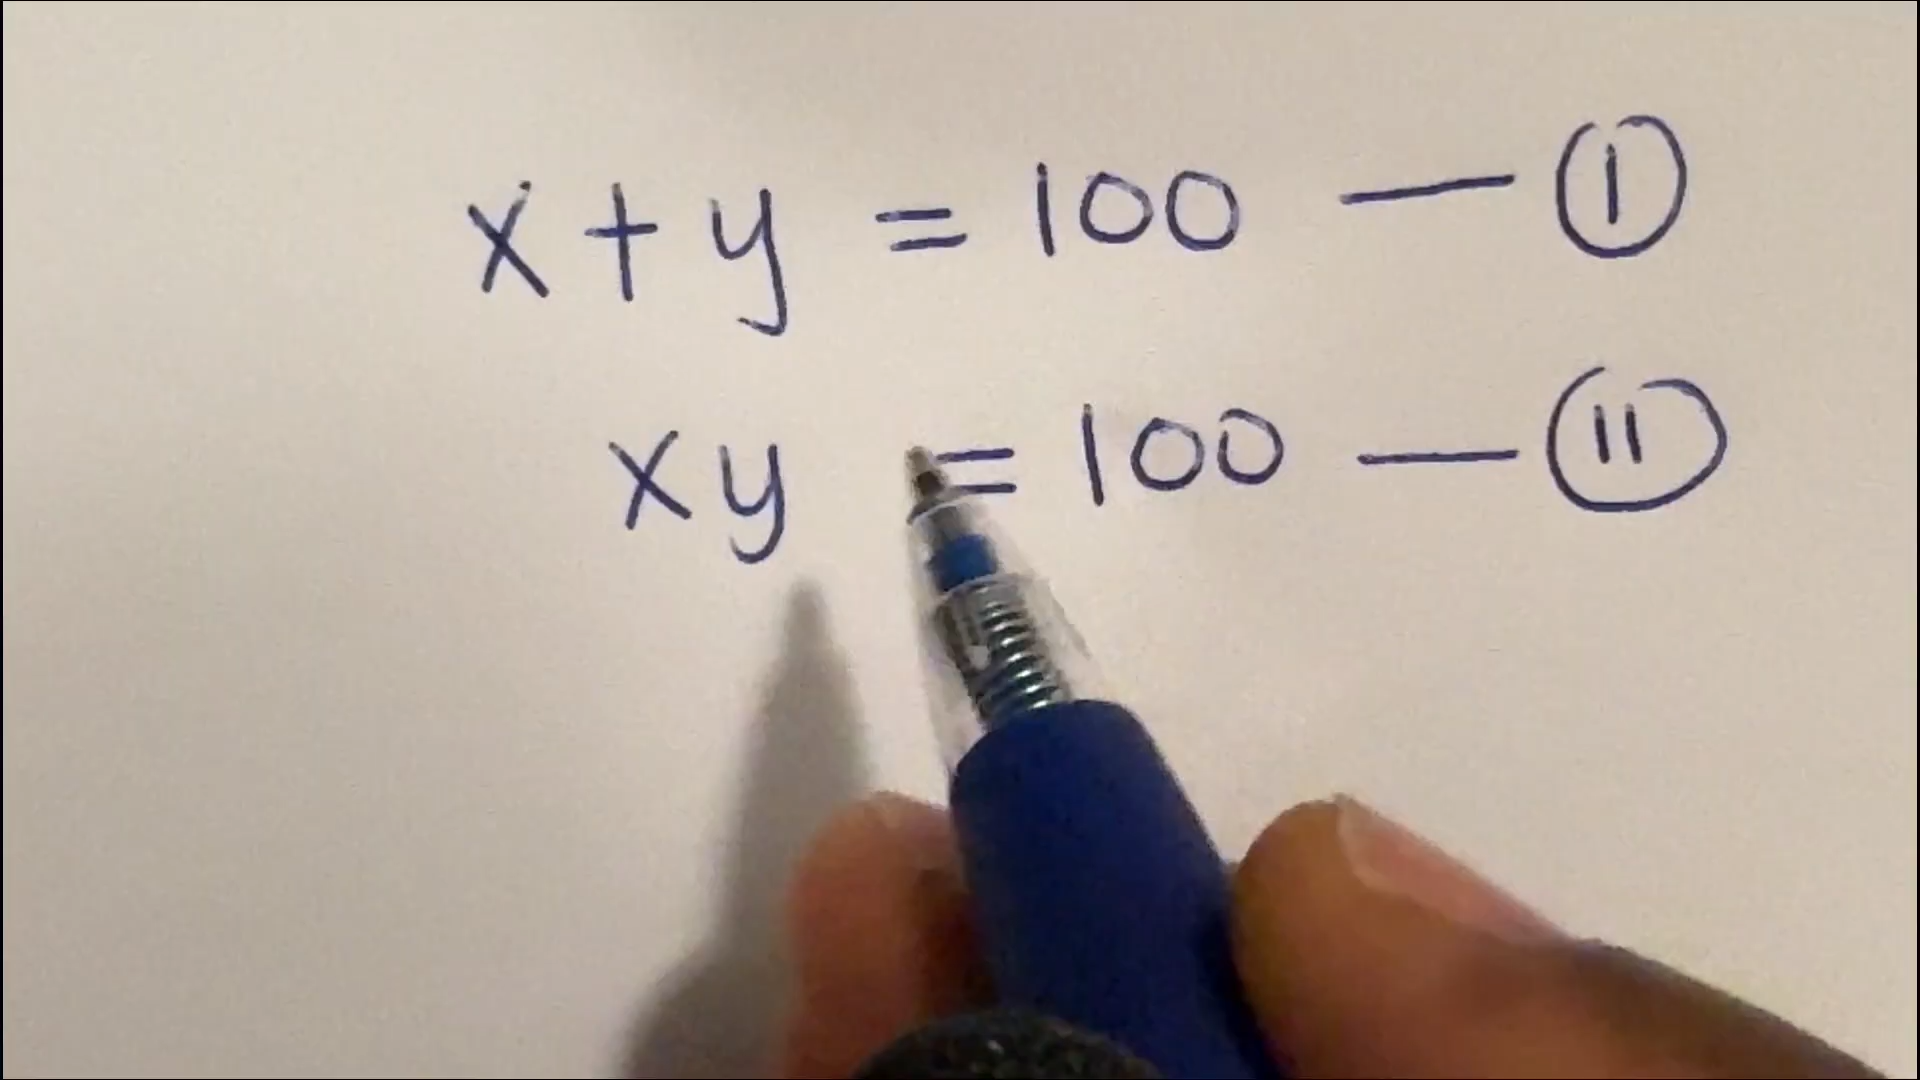 x + y = 100 — Ⓘ
xy = 100 — (II)